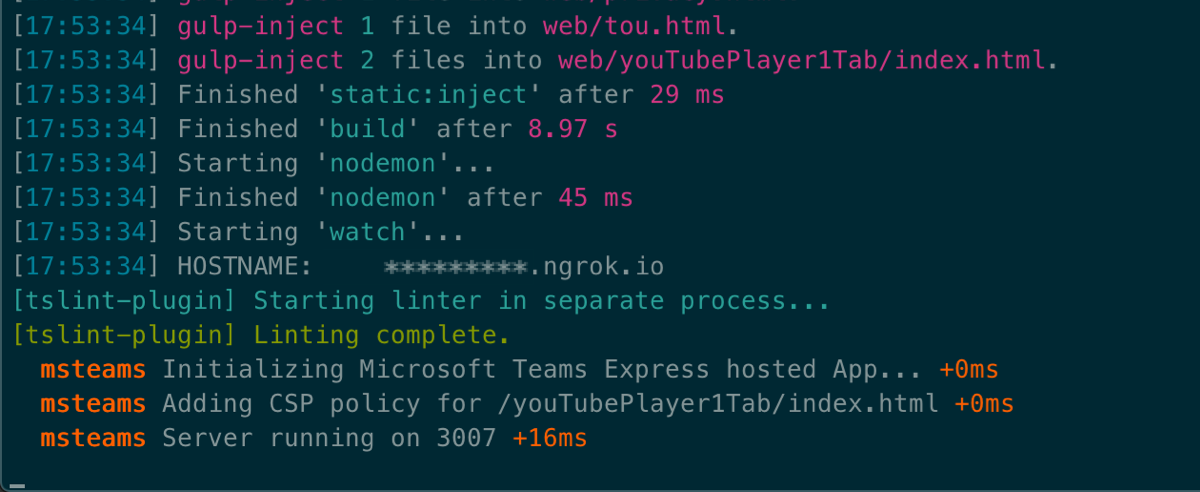 [17:53:34] gulp-inject 1 file into web/tou.html.
[17:53:34] gulp-inject 2 files into web/youTubePlayer1Tab/index.html.
[17:53:34] Finished 'static:inject' after 29 ms
[17:53:34] Finished 'build' after 8.97 s
[17:53:34] Starting 'nodemon'...
[17:53:34] Finished 'nodemon' after 45 ms
[17:53:34] Starting 'watch'...
[17:53:34] HOSTNAME: *********.ngrok.io
[tslint-plugin] Starting linter in separate process...
[tslint-plugin] Linting complete.
msteams Initializing Microsoft Teams Express hosted App... +0ms
msteams Adding CSP policy for /youTubePlayer1Tab/index.html +0ms
msteams Server running on 3007 +16ms